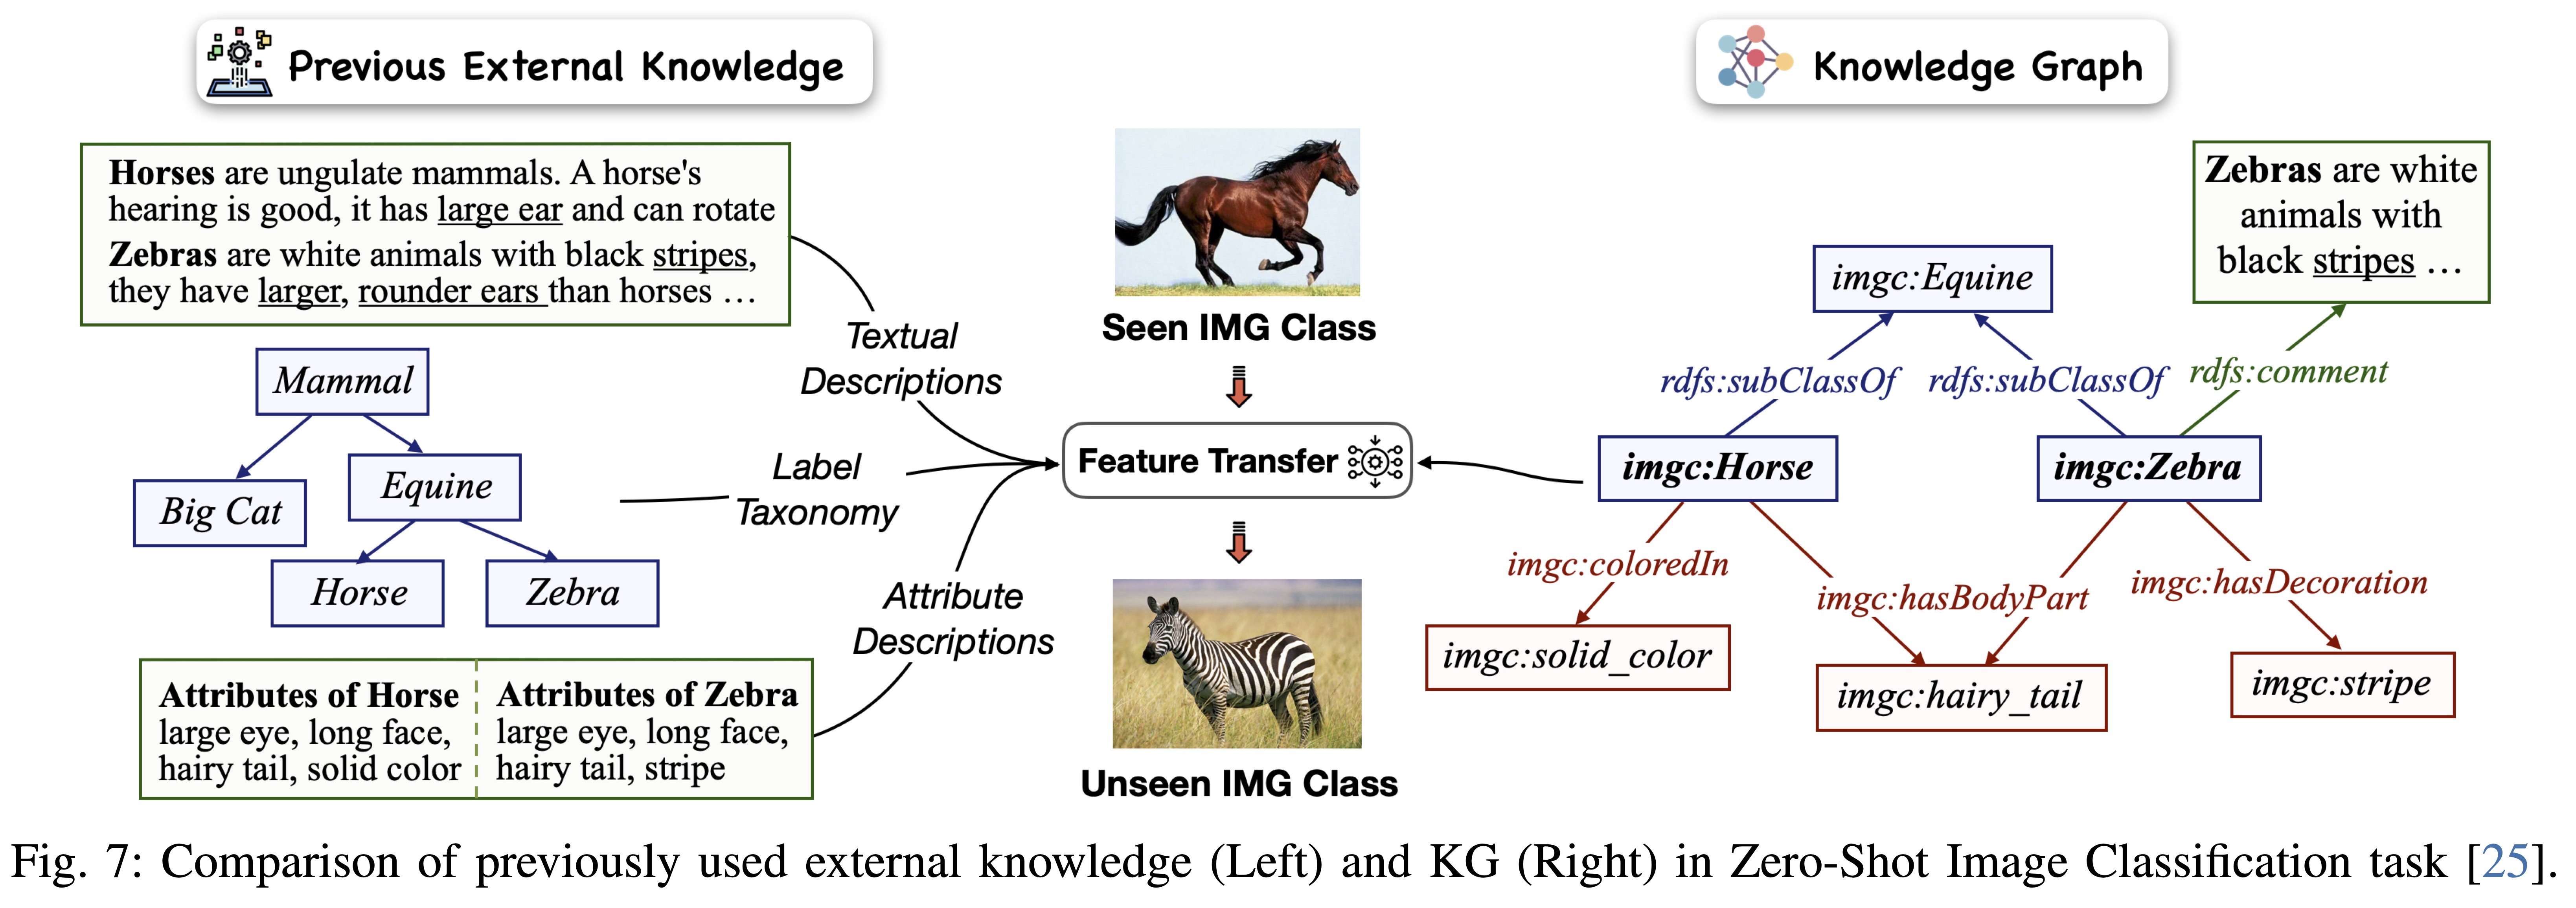 Previous External Knowledge
Horses are ungulate mammals. A horse's
hearing is good, it has large ear and can rotate
Zebras are white animals with black stripes,
they have larger, rounder ears than horses …
Mammal
Big Cat
Equine
Horse
Zebra
Attributes of Horse
large eye, long face,
hairy tail, solid color
Attributes of Zebra
large eye, long face,
hairy tail, stripe
Textual
Descriptions
Label
Taxonomy
Attribute
Descriptions
Seen IMG Class
Feature Transfer
Unseen IMG Class
Knowledge Graph
Zebras are white
animals with
black stripes …
imgc:Equine
rdfs:subClassOf
rdfs:subClassOf
rdfs:comment
imgc:Horse
imgc:Zebra
imgc:coloredIn
imgc:hasBodyPart
imgc:hasDecoration
imgc:solid_color
imgc:hairy_tail
imgc:stripe
Fig. 7: Comparison of previously used external knowledge (Left) and KG (Right) in Zero-Shot Image Classification task [25].